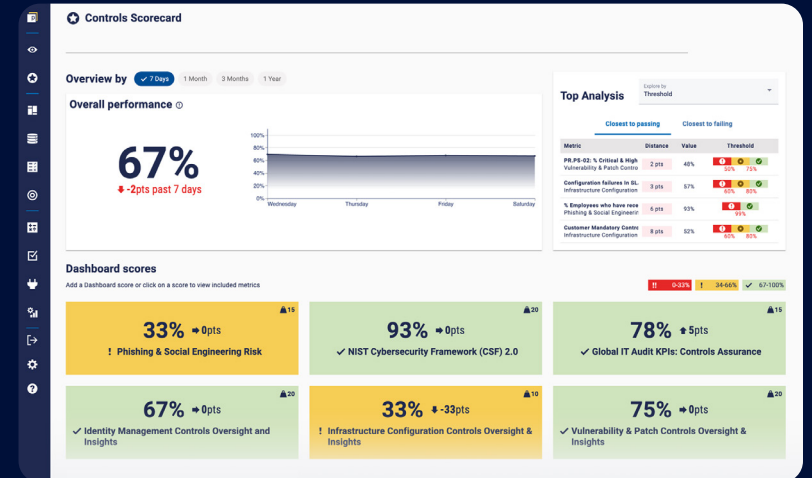 Controls Scorecard
Overview by
7 Days
1 Month
3 Months
1 Year
Overall performance
67%
-2pts past 7 days
100%
80%
60%
40%
20%
0%
Wednesday
Thursday
Friday
Saturday
Top Analysis
Explore by
Threshold
Closest to passing
Closest to failing
Metric Distance Value Threshold
PR.PS-02: % Critical & High
Vulnerability & Patch Contro
2 pts 48%
50% 75%
Configuration failures In SL
Infrastructure Configuration
3 pts 57%
60% 80%
% Employees who have rece
Phishing & Social Engineerin
6 pts 93%
99%
Customer Mandatory Contro
Infrastructure Configuration
8 pts 52%
60% 80%
Dashboard scores
Add a Dashboard score or click on a score to view included metrics
!! 0-33%
! 34-66%
67-100%
15
33% 0pts
! Phishing & Social Engineering Risk
20
93% 0pts
NIST Cybersecurity Framework (CSF) 2.0
15
78% 5pts
Global IT Audit KPIs: Controls Assurance
20
67% 0pts
Identity Management Controls Oversight and
Insights
10
33% -33pts
! Infrastructure Configuration Controls Oversight &
Insights
20
75% 0pts
Vulnerability & Patch Controls Oversight &
Insights